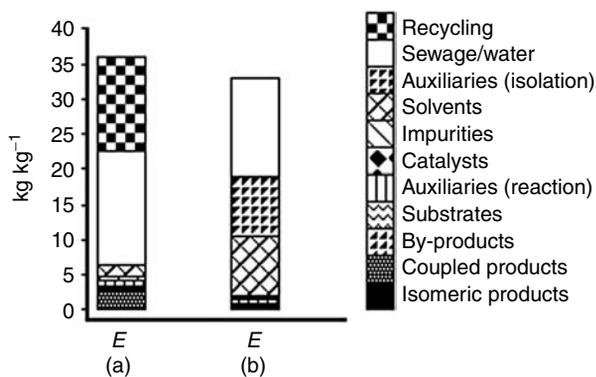 40
35
30
25
20
15
10
5
0
kg kg⁻¹
E
(a)
E
(b)
Recycling
Sewage/water
Auxiliaries (isolation)
Solvents
Impurities
Catalysts
Auxiliaries (reaction)
Substrates
By-products
Coupled products
Isomeric products